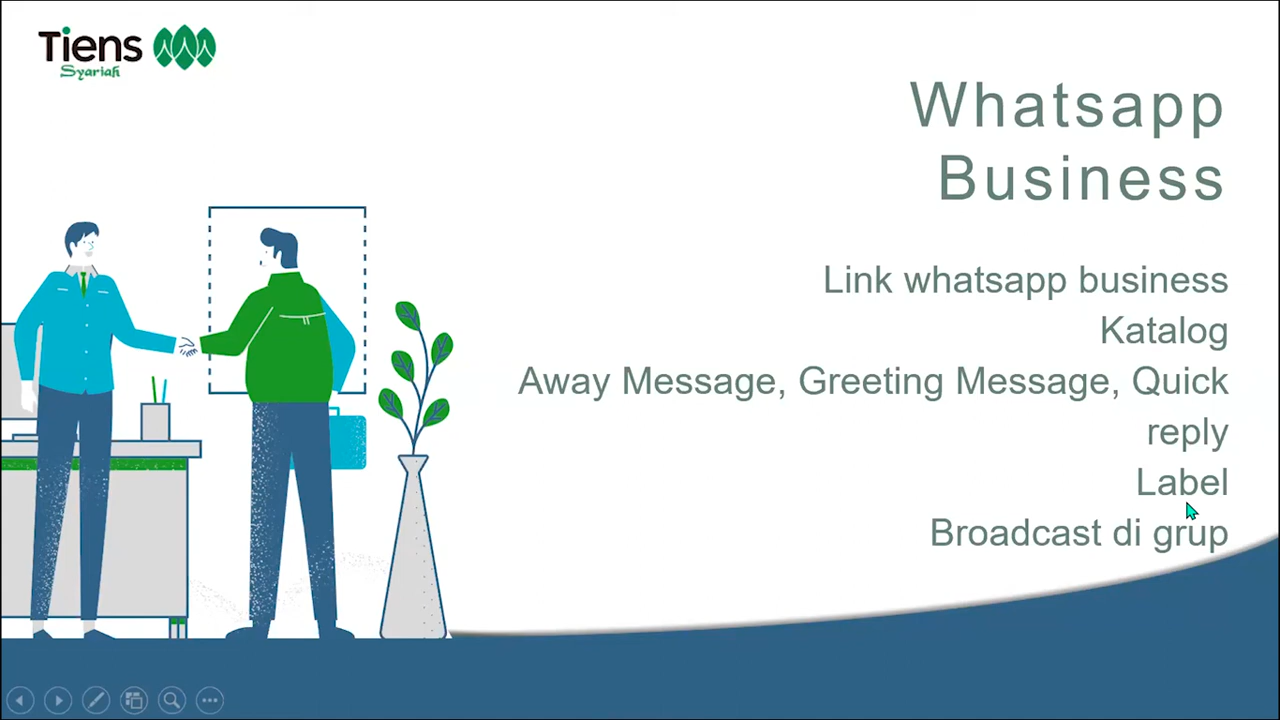 Tiens
Syariah
Whatsapp
Business
Link whatsapp business
Katalog
Away Message, Greeting Message, Quick
reply
Label
Broadcast di grup